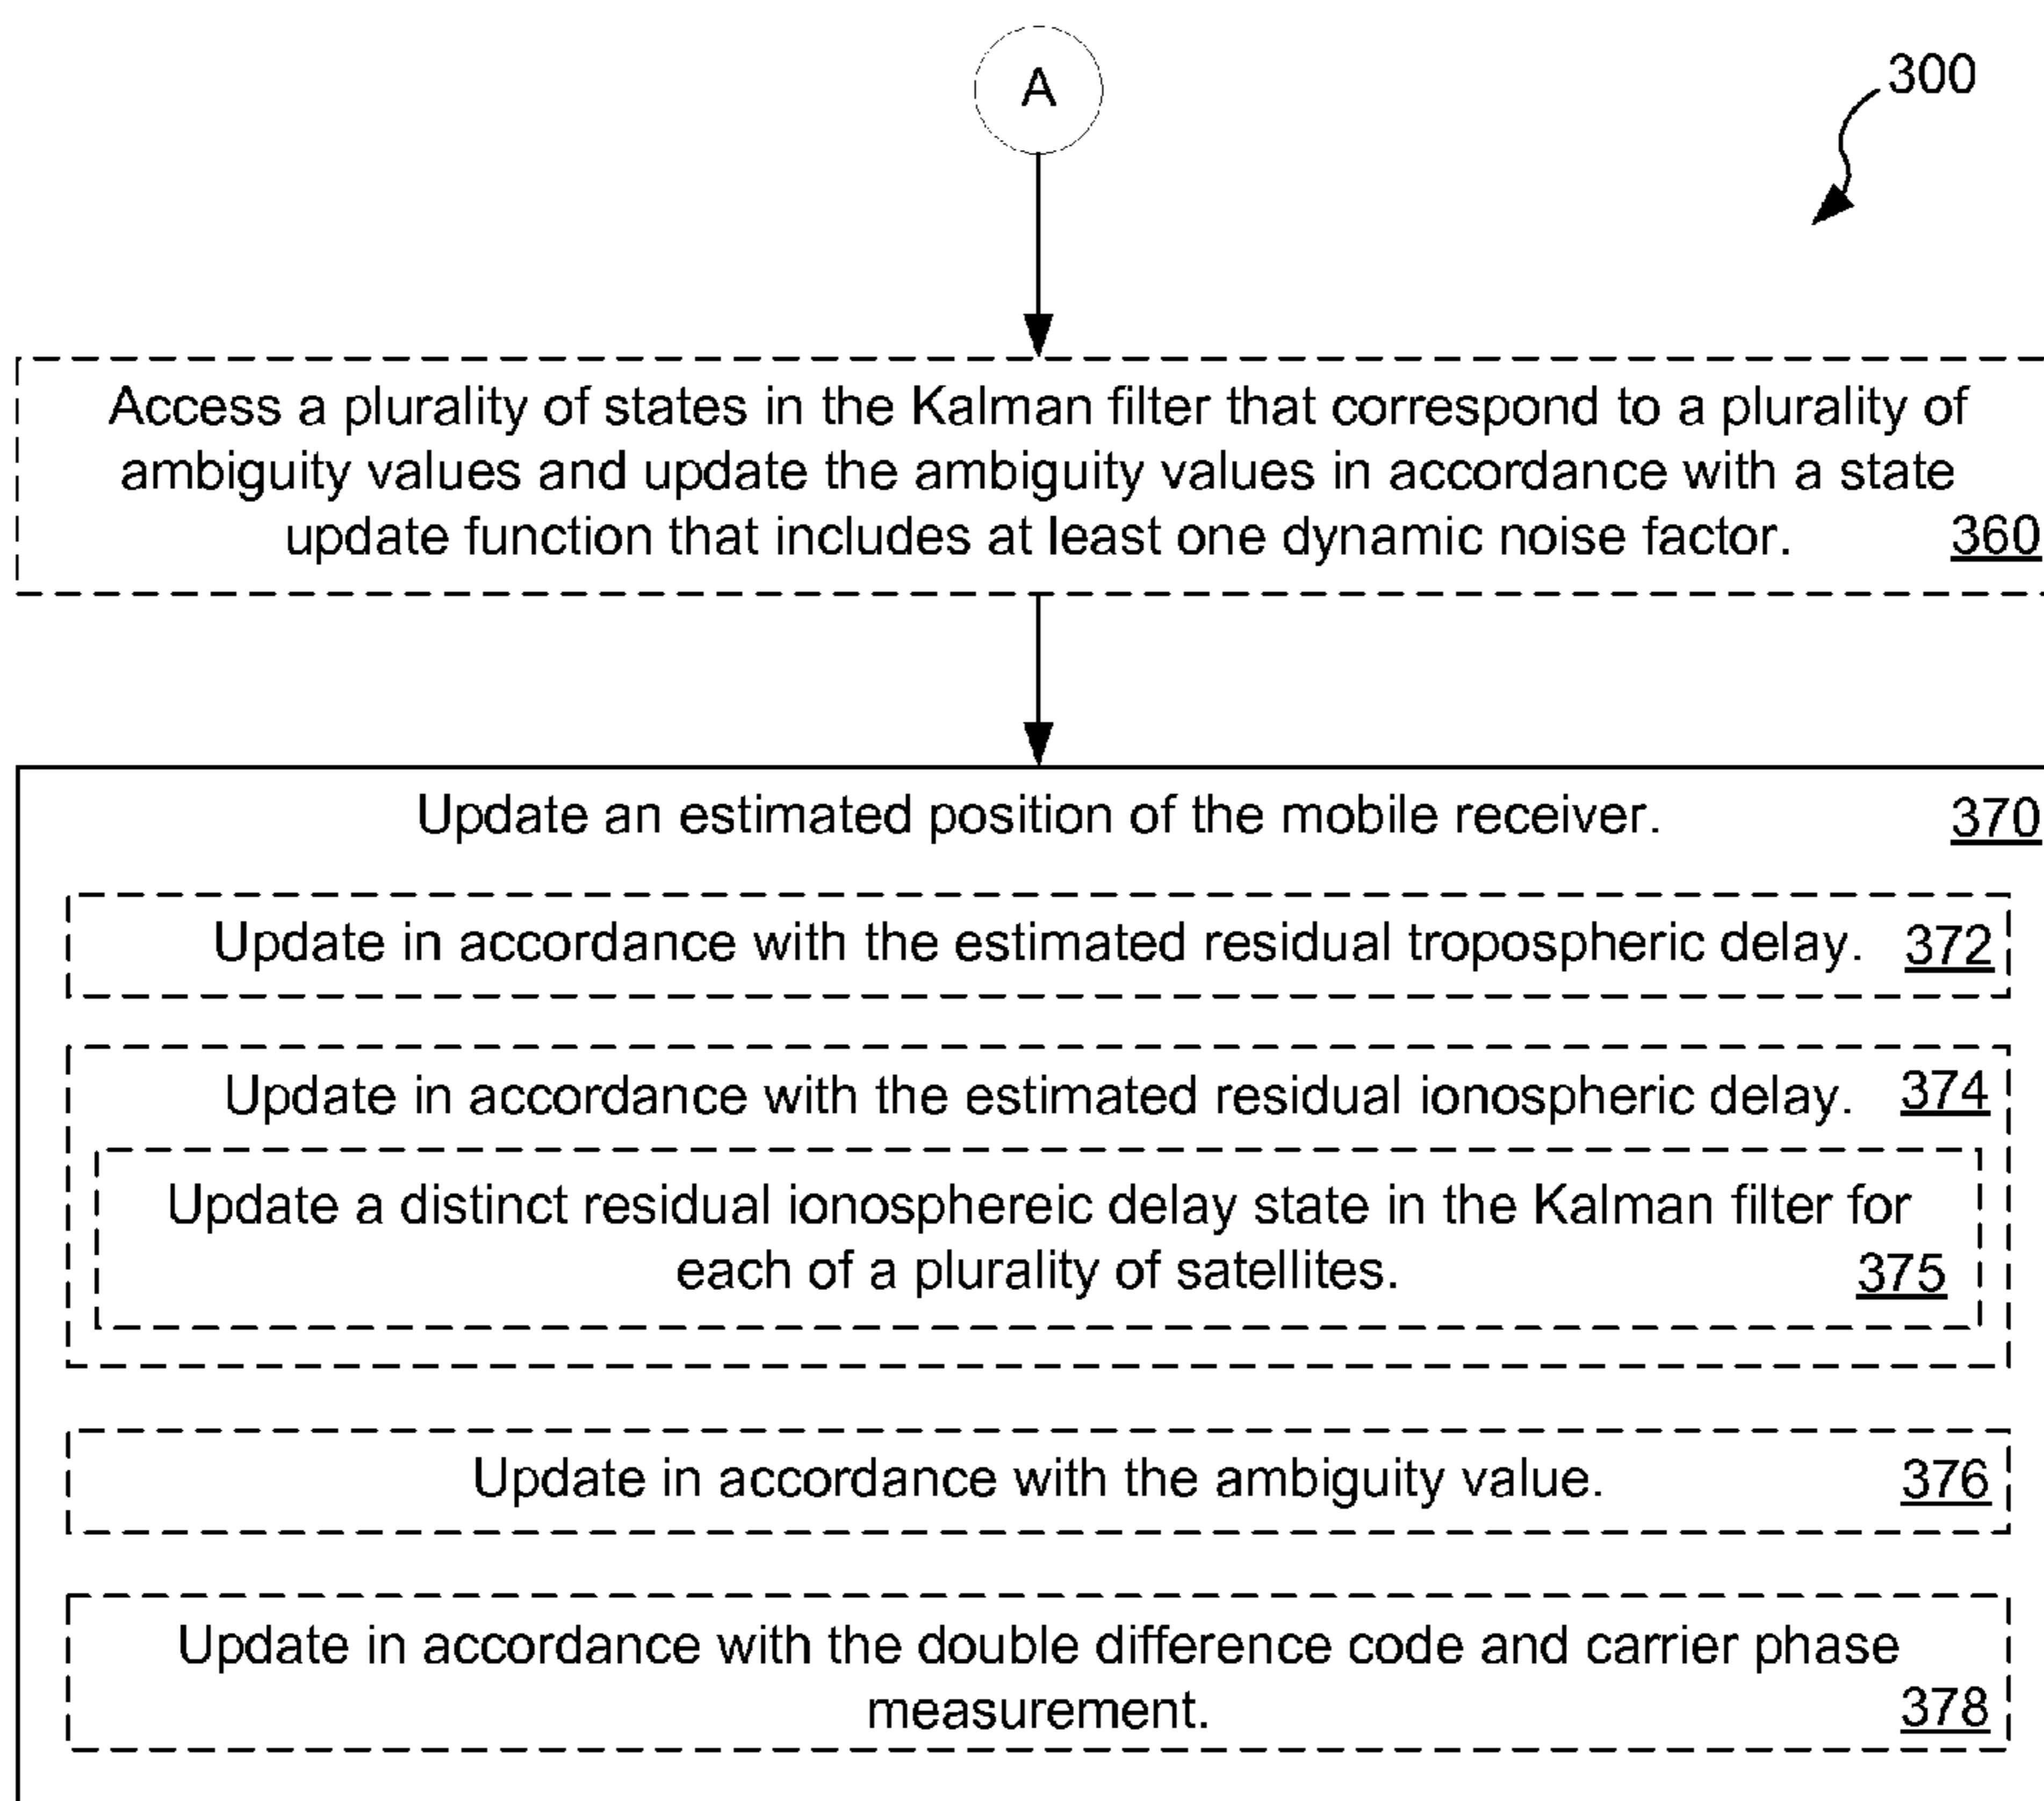 A
300
Access a plurality of states in the Kalman filter that correspond to a plurality of
ambiguity values and update the ambiguity values in accordance with a state
update function that includes at least one dynamic noise factor. 360
Update an estimated position of the mobile receiver. 370
Update in accordance with the estimated residual tropospheric delay. 372
Update in accordance with the estimated residual ionospheric delay. 374
Update a distinct residual ionosphereic delay state in the Kalman filter for
each of a plurality of satellites. 375
Update in accordance with the ambiguity value. 376
Update in accordance with the double difference code and carrier phase
measurement. 378